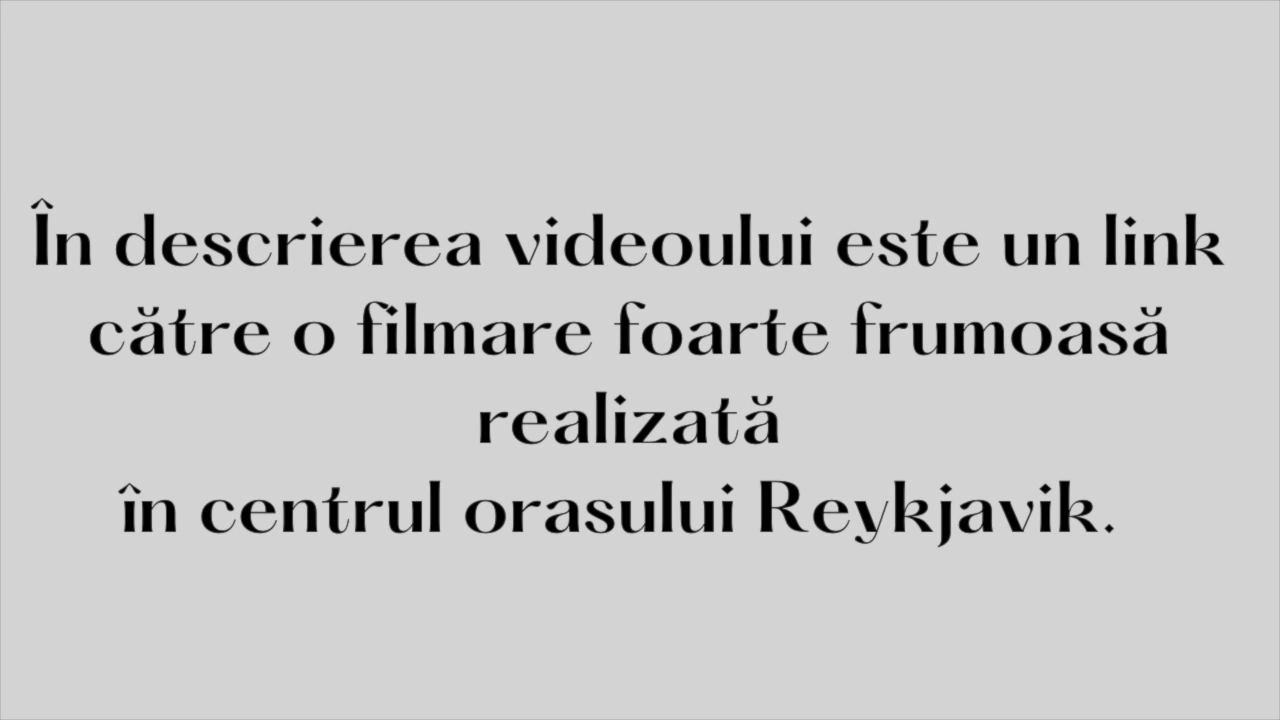 În descrierea videoului este un link
către o filmare foarte frumoasă
realizată
în centrul orasului Reykjavik.